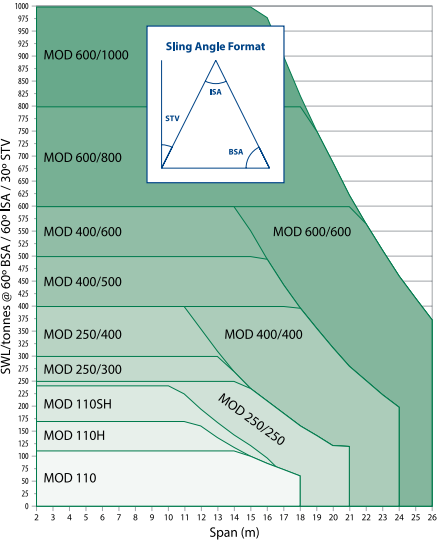 SWL/tonnes @ 60º BSA / 60º ISA / 30º STV
1000
975
950
925
900
875
850
825
800
775
750
725
700
675
650
625
600
575
550
525
500
475
450
425
400
375
350
325
300
275
250
225
200
175
150
125
100
75
50
25
0
Sling Angle Format
ISA
STV
BSA
MOD 600/1000
MOD 600/800
MOD 400/600
MOD 600/600
MOD 400/500
MOD 250/400
MOD 400/400
MOD 250/300
MOD 110SH
MOD 250/250
MOD 110H
MOD 110
2 3 4 5 6 7 8 9 10 11 12 13 14 15 16 17 18 19 20 21 22 23 24 25 26
Span (m)